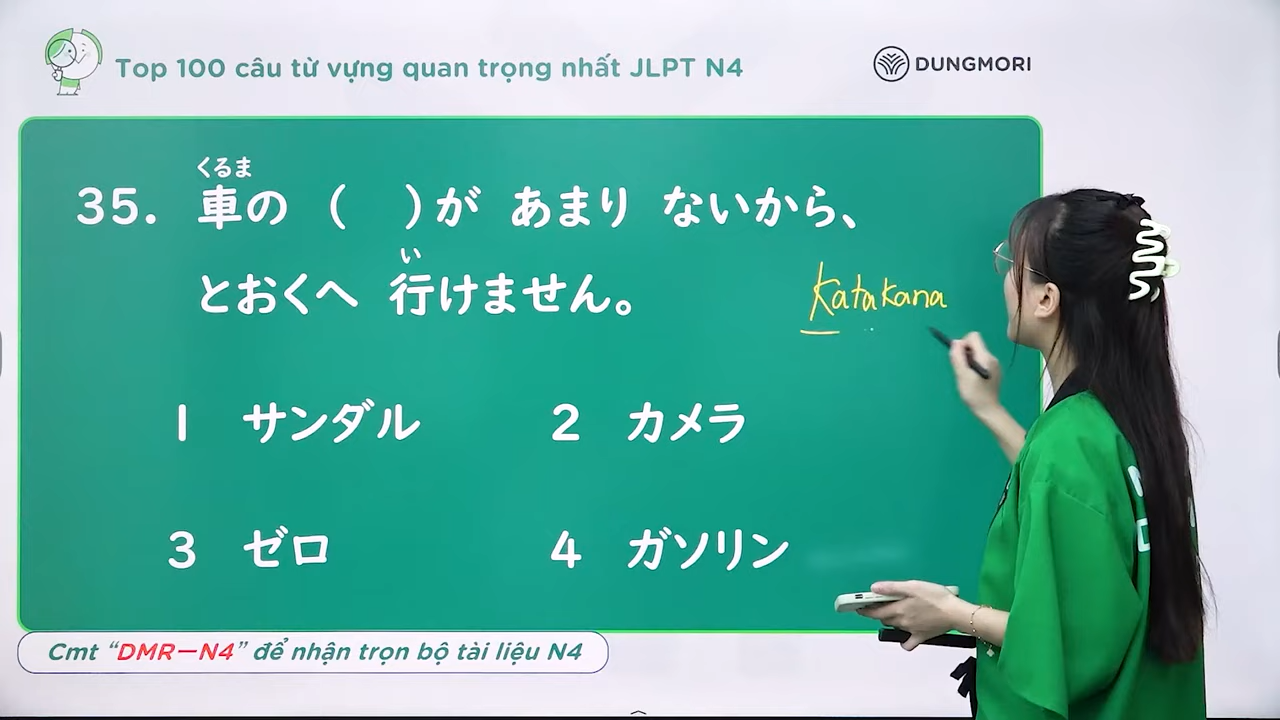 Top 100 câu từ vựng quan trọng nhất JLPT N4
DUNGMORI
くるま
35. 車の ( )が あまり ないから、
い
とおくへ 行けません。
Katakana
1 サンダル 2 カメラ
3 ゼロ 4 ガソリン
Cmt “DMR－N4” để nhận trọn bộ tài liệu N4